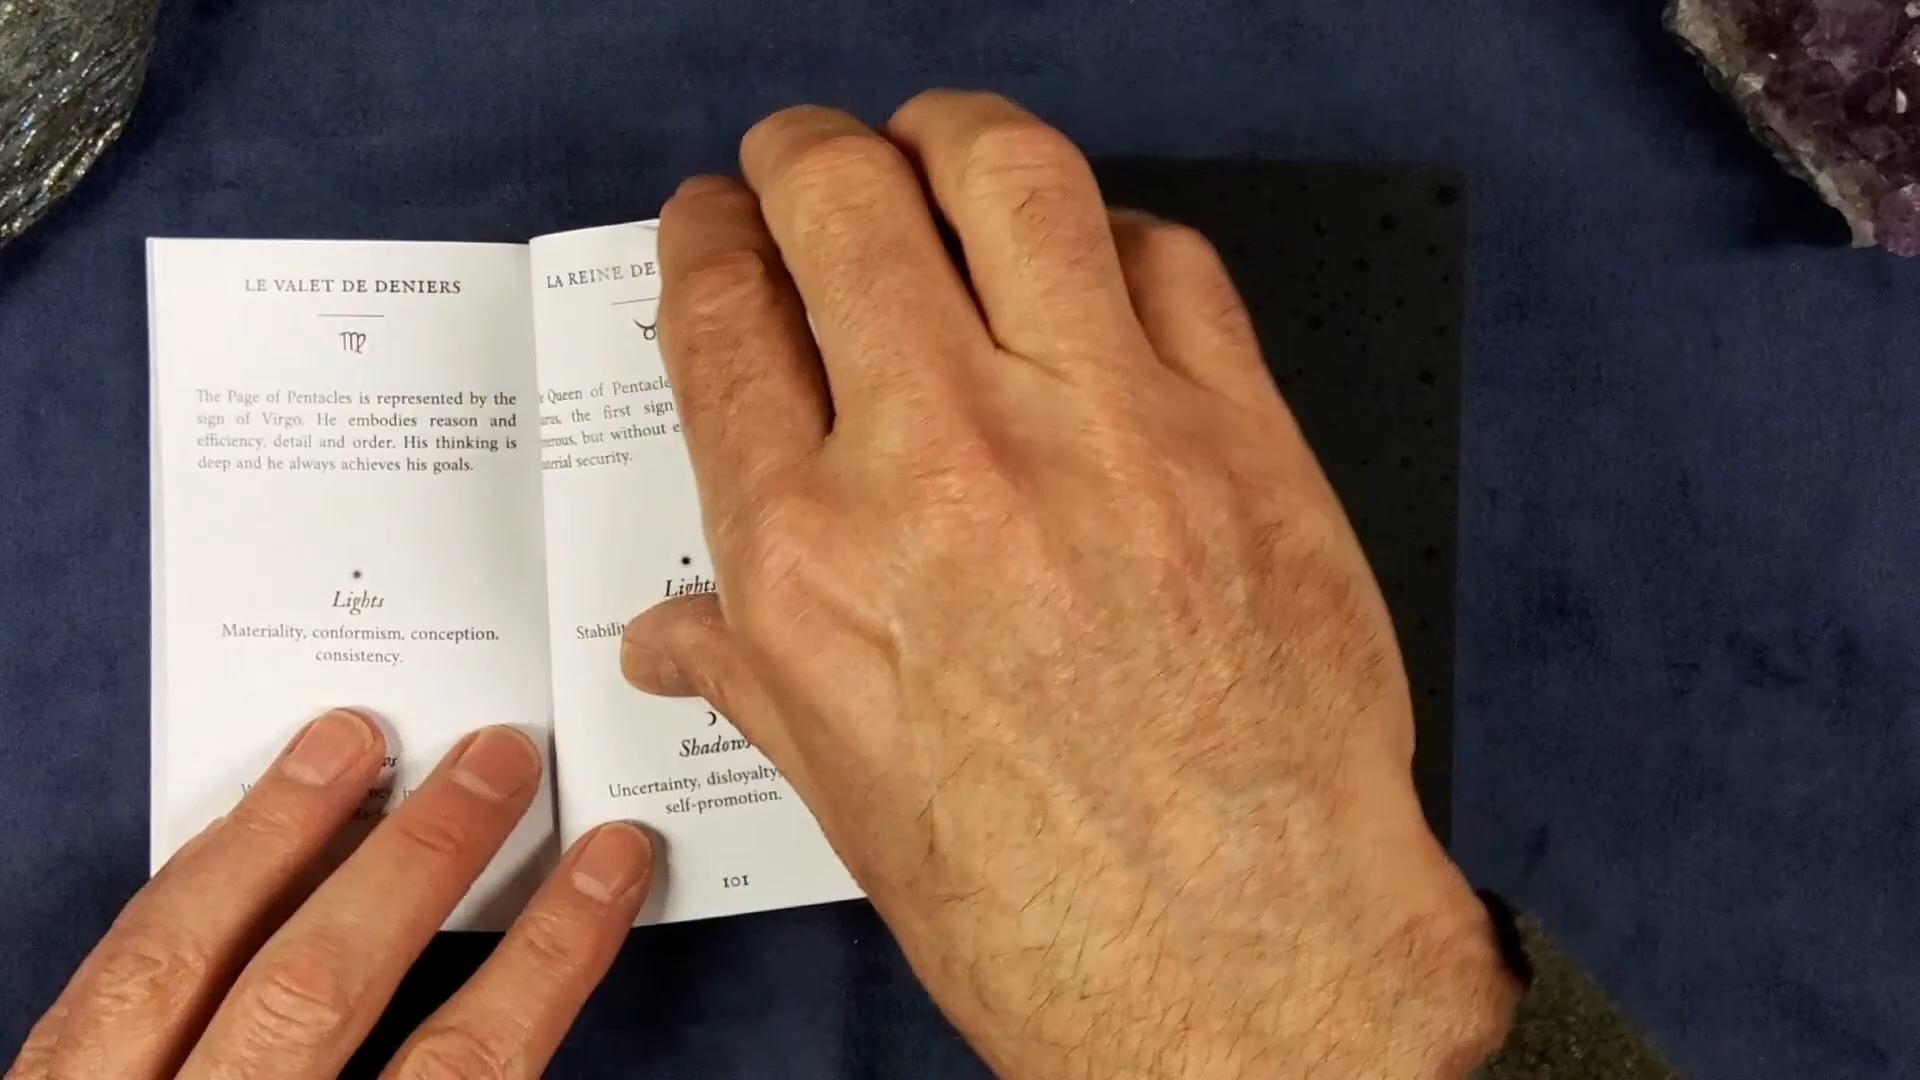 LE VALET DE DENIERS
The Page of Pentacles is represented by the
sign of Virgo. He embodies reason and
efficiency, detail and order. His thinking is
deep and he always achieves his goals.
Lights
Materiality, conformism, conception.
consistency.
LA REINE DE
Queen of
the first sign
but without
security.
Lights
Shadows
Uncertainty, disloyalty,
self-promotion.
101